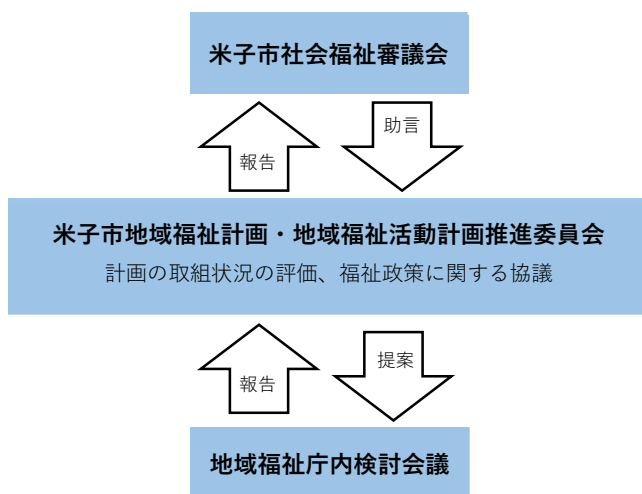 米子市社会福祉審議会
報告
助言
米子市地域福祉計画・地域福祉活動計画推進委員会
計画の取組状況の評価、福祉政策に関する協議
報告
提案
地域福祉庁内検討会議